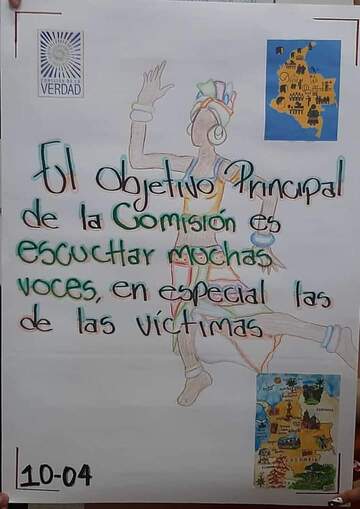 COMISIÓN DE LA
VERDAD
El Objetivo Principal
de la Comisión es
escuchar muchas
voces, en especial las
de las víctimas
COLOMBIA
10-04